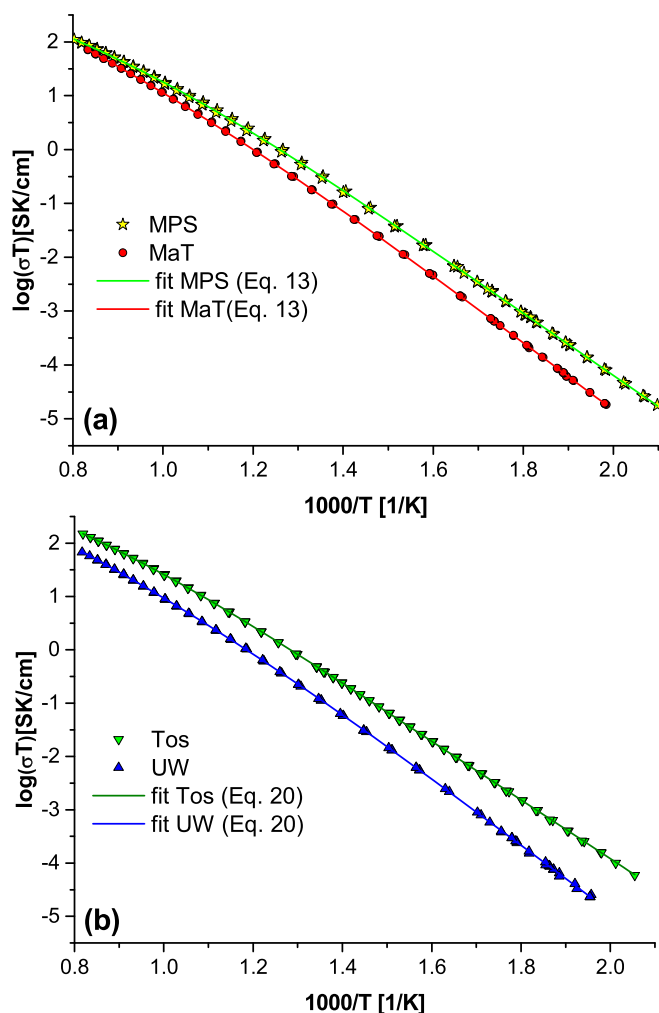 2
1
0
-1
-2
-3
-4
-5
log(σT)[SK/cm]
MPS
MaT
fit MPS (Eq. 13)
fit MaT(Eq. 13)
(a)
0.8 1.0 1.2 1.4 1.6 1.8 2.0
1000/T [1/K]
2
1
0
-1
-2
-3
-4
-5
log(σT)[SK/cm]
Tos
UW
fit Tos (Eq. 20)
fit UW (Eq. 20)
(b)
0.8 1.0 1.2 1.4 1.6 1.8 2.0
1000/T [1/K]